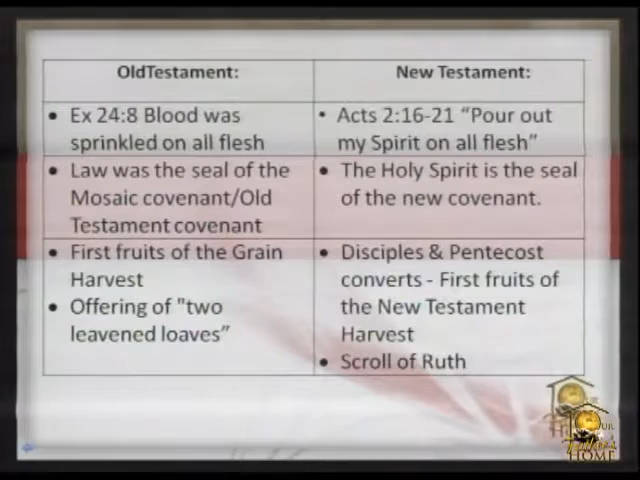 OldTestament:
New Testament:
• Ex 24:8 Blood was
sprinkled on all flesh
• Acts 2:16-21 “Pour out
my Spirit on all flesh”
• Law was the seal of the
Mosaic covenant/Old
Testament covenant
• The Holy Spirit is the seal
of the new covenant.
• First fruits of the Grain
Harvest
• Offering of "two
leavened loaves”
• Disciples & Pentecost
converts - First fruits of
the New Testament
Harvest
• Scroll of Ruth
OUR
Father's
HOME